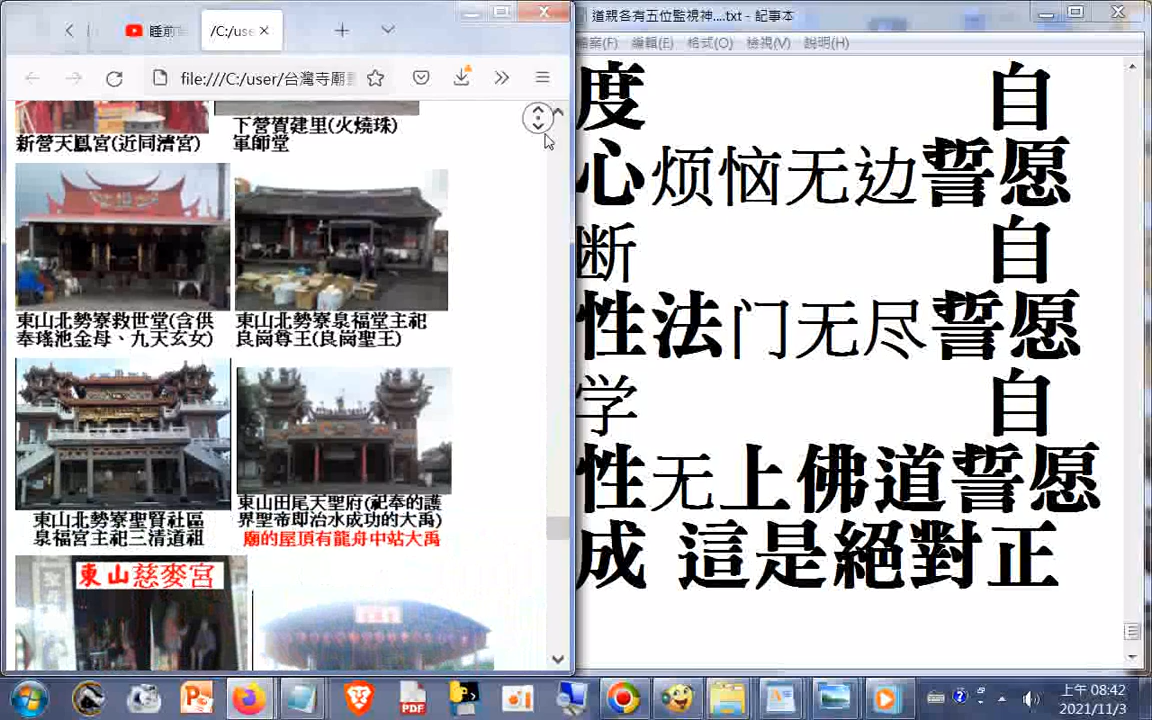 道親各有五位監視神....txt - 記事本
睡前
/C:/use
檔案(F) 編輯(E) 格式(O) 檢視(V) 說明(H)
file:///C:/user/台灣寺廟
新營天鳳宮(近同濟宮)
下營賀建里(火燒珠)
軍師堂
東山北勢寮救世堂(含供
奉瑤池金母、九天玄女)
東山北勢寮泉福堂主祀
良崗尊王(良崗聖王)
東山北勢寮聖賢社區
泉福宮主祀三清道祖
東山田尾天聖府(祀奉的護
界聖帝即治水成功的大禹)
廟的屋頂有龍舟中站大禹
東山慈麥宮
度 自
心烦恼无边誓愿
断 自
性法门无尽誓愿
学 自
性无上佛道誓愿
成 這是絕對正
PDF
上午 08:42
2021/11/3